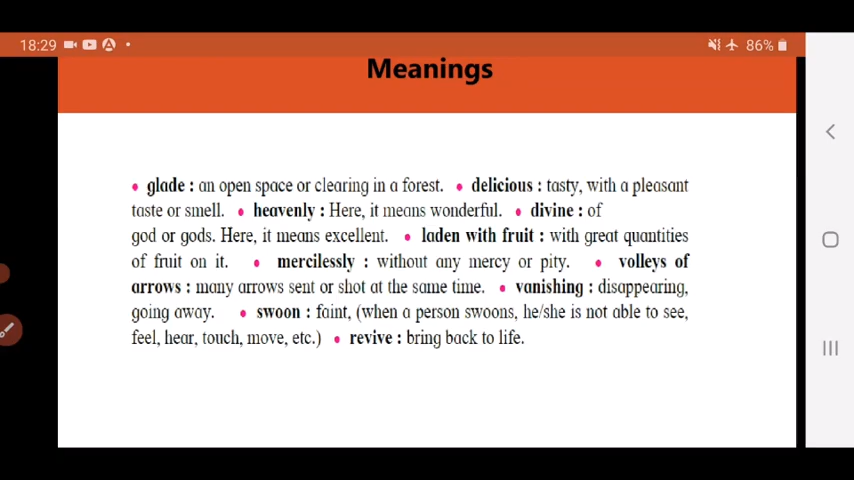 18:29
86%
Meanings
• glade : an open space or clearing in a forest. • delicious : tasty, with a pleasant
taste or smell. • heavenly : Here, it means wonderful. • divine : of
god or gods. Here, it means excellent. • laden with fruit : with great quantities
of fruit on it. • mercilessly : without any mercy or pity. • volleys of
arrows : many arrows sent or shot at the same time. • vanishing : disappearing,
going away. • swoon : faint, (when a person swoons, he/she is not able to see,
feel, hear, touch, move, etc.) • revive : bring back to life.